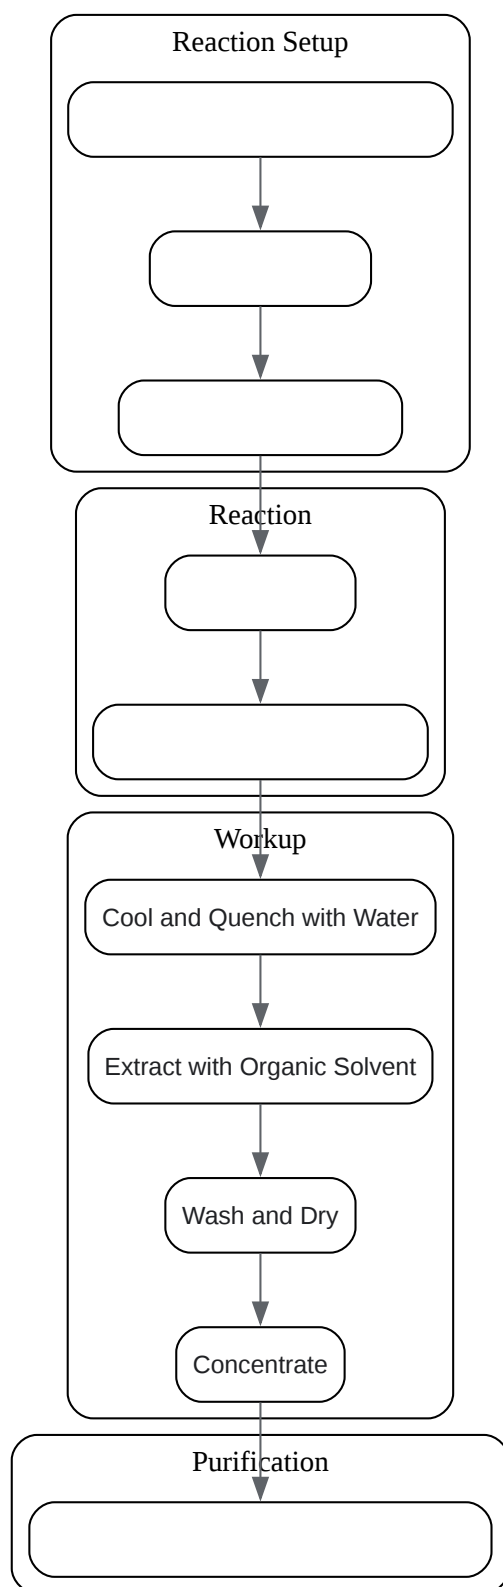 Reaction Setup
Reaction
Workup
Cool and Quench with Water
Extract with Organic Solvent
Wash and Dry
Concentrate
Purification